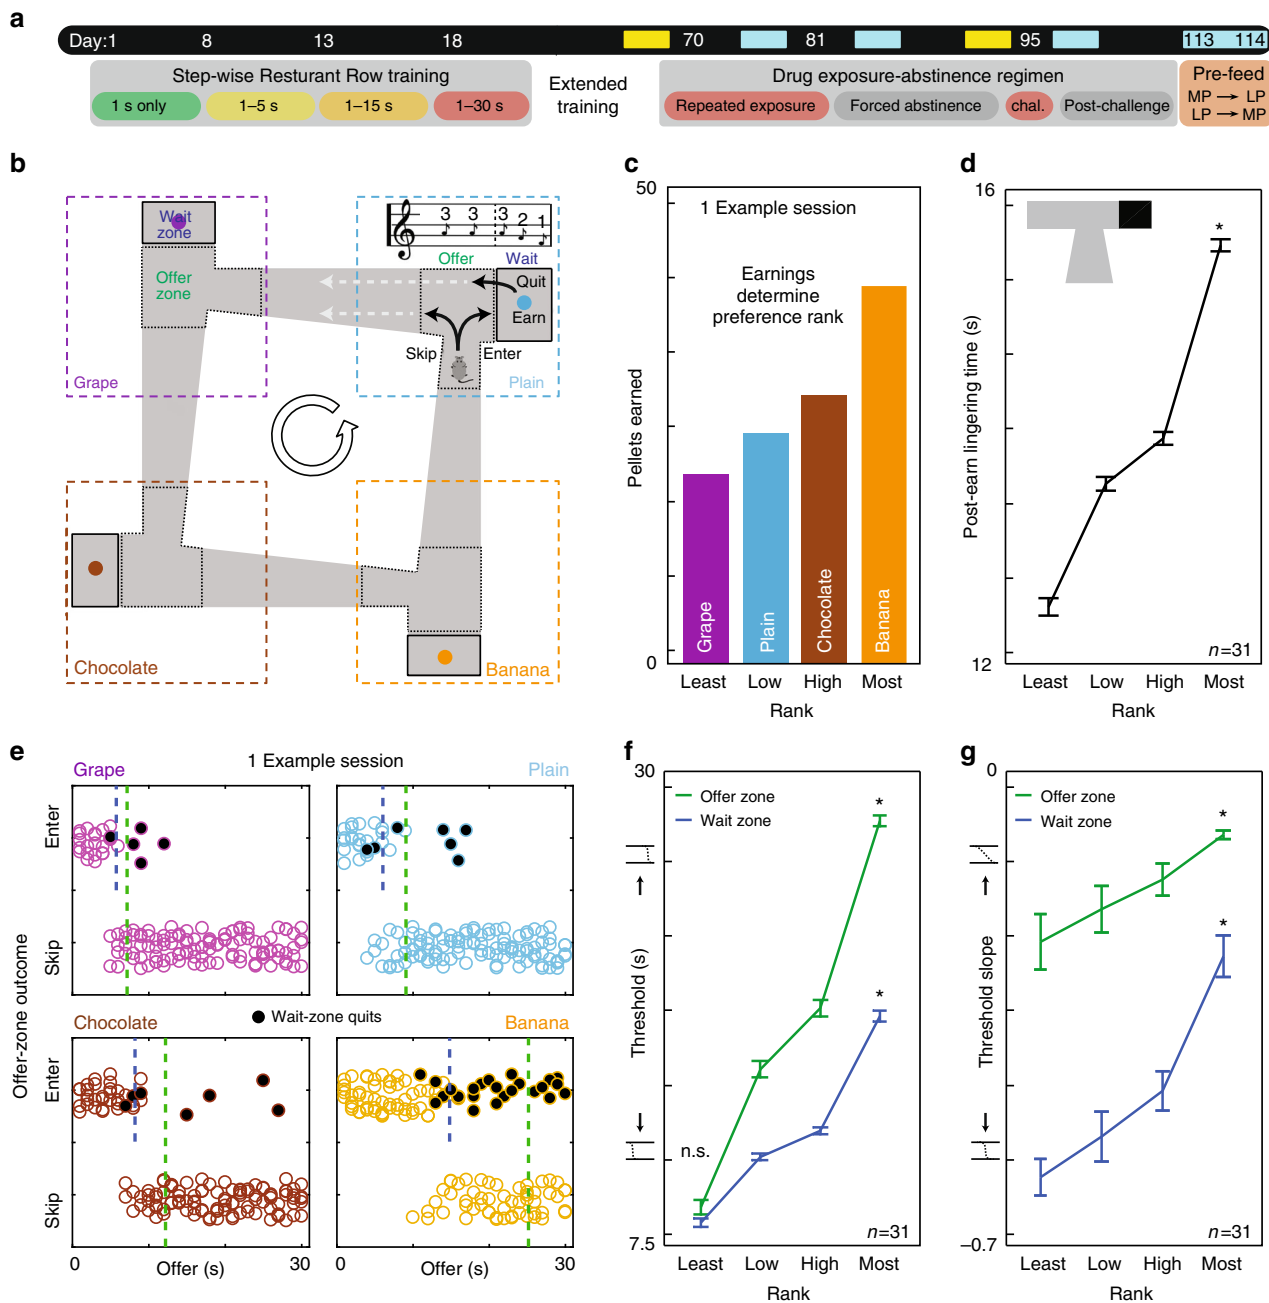 a
Day:1 8 13 18 70 81 95 113 114
Step-wise Resturant Row training
1 s only 1–5 s 1–15 s 1–30 s
Extended
training
Drug exposure-abstinence regimen
Repeated exposure Forced abstinence chal. Post-challenge
Pre-feed
MP → LP
LP → MP
b
Wait
zone
Offer
zone
Grape
3 3 3 2 1
Offer Wait
Quit
Earn
Skip Enter
Plain
Chocolate
Banana
c
50
1 Example session
Earnings
determine
preference rank
Pellets earned
Grape
Plain
Chocolate
Banana
0
Least Low High Most
Rank
d
16
*
Post-earn lingering time (s)
12
n=31
Least Low High Most
Rank
e
1 Example session
Grape Plain
Enter
Skip
Offer-zone outcome
Chocolate Wait-zone quits Banana
Enter
Skip
0 Offer (s) 30 0 Offer (s) 30
f
30
Offer zone
Wait zone
*
*
Threshold (s)
n.s.
7.5
n=31
Least Low High Most
Rank
g
0
Offer zone
Wait zone
*
*
Threshold slope
–0.7
n=31
Least Low High Most
Rank